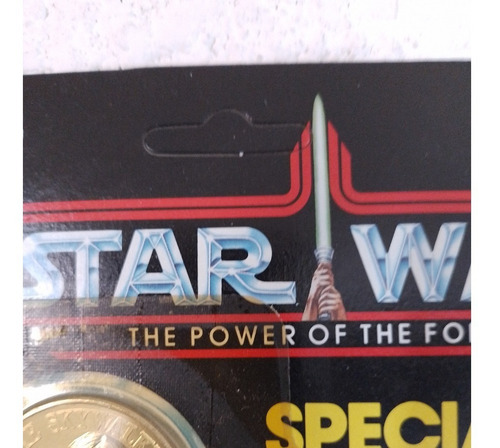 STAR WA
THE POWER OF THE FO
SPECIA